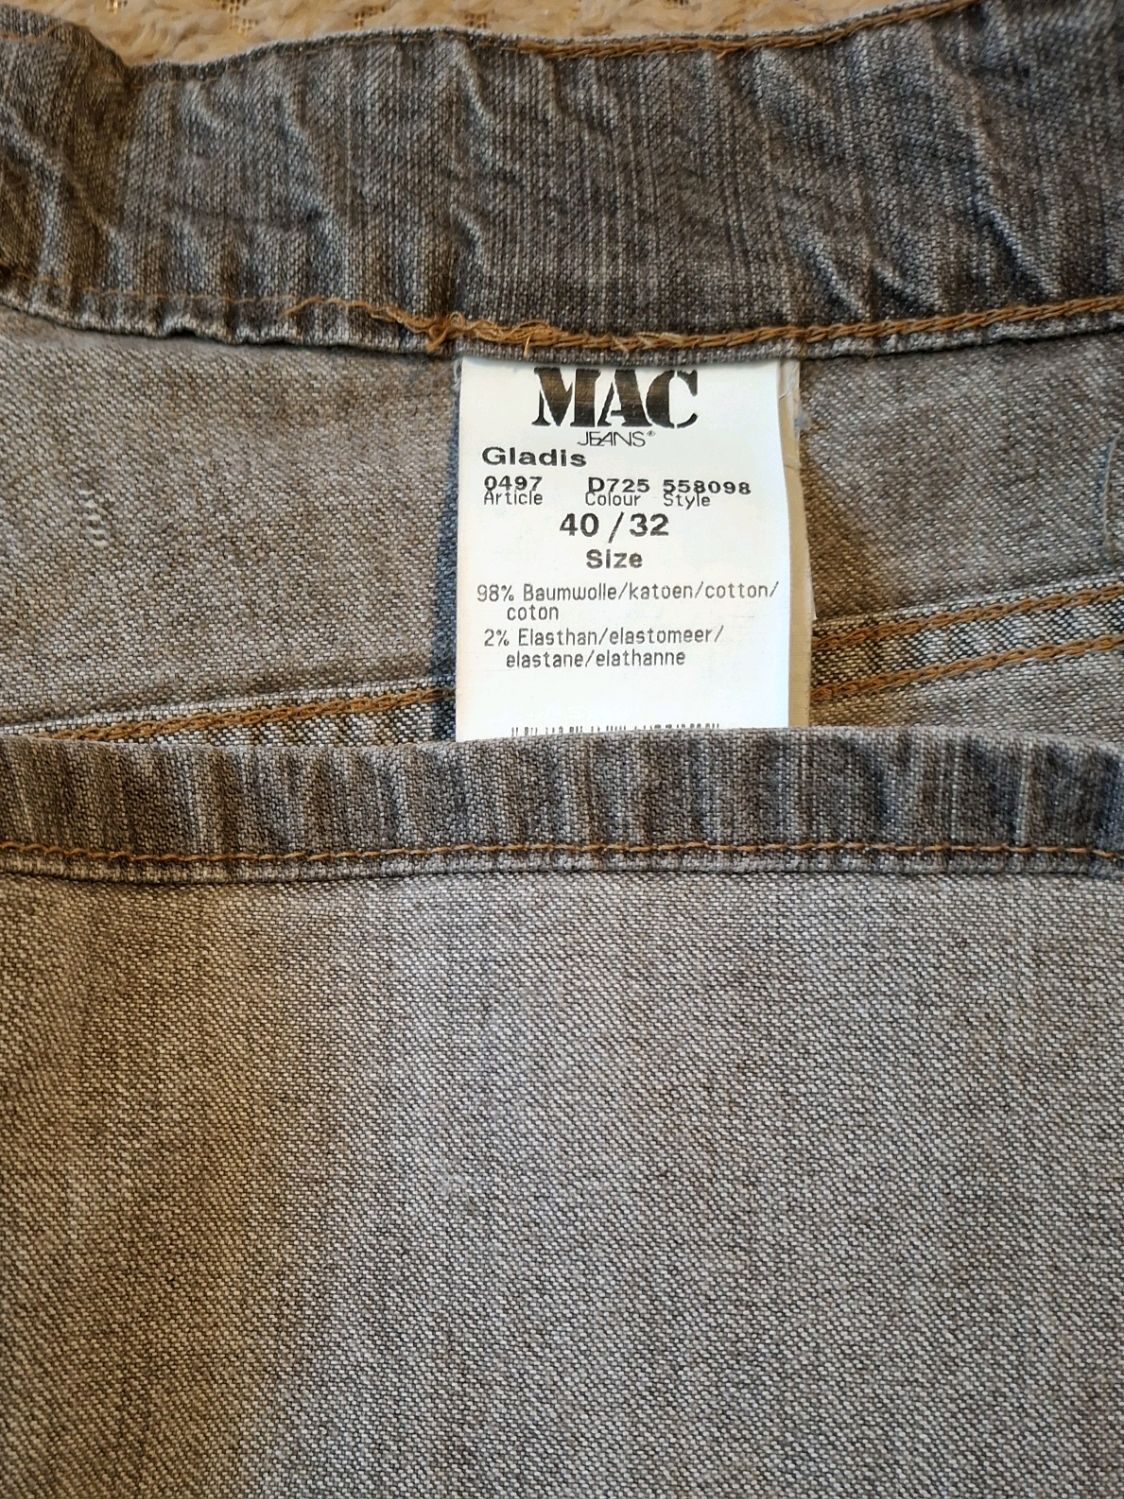 MAC
JEANS®
Gladis
0497 D725 558098
Article Colour Style
40/32
Size
98% Baumwolle/katoen/cotton/
coton
2% Elasthan/elastomeer/
elastane/elathanne